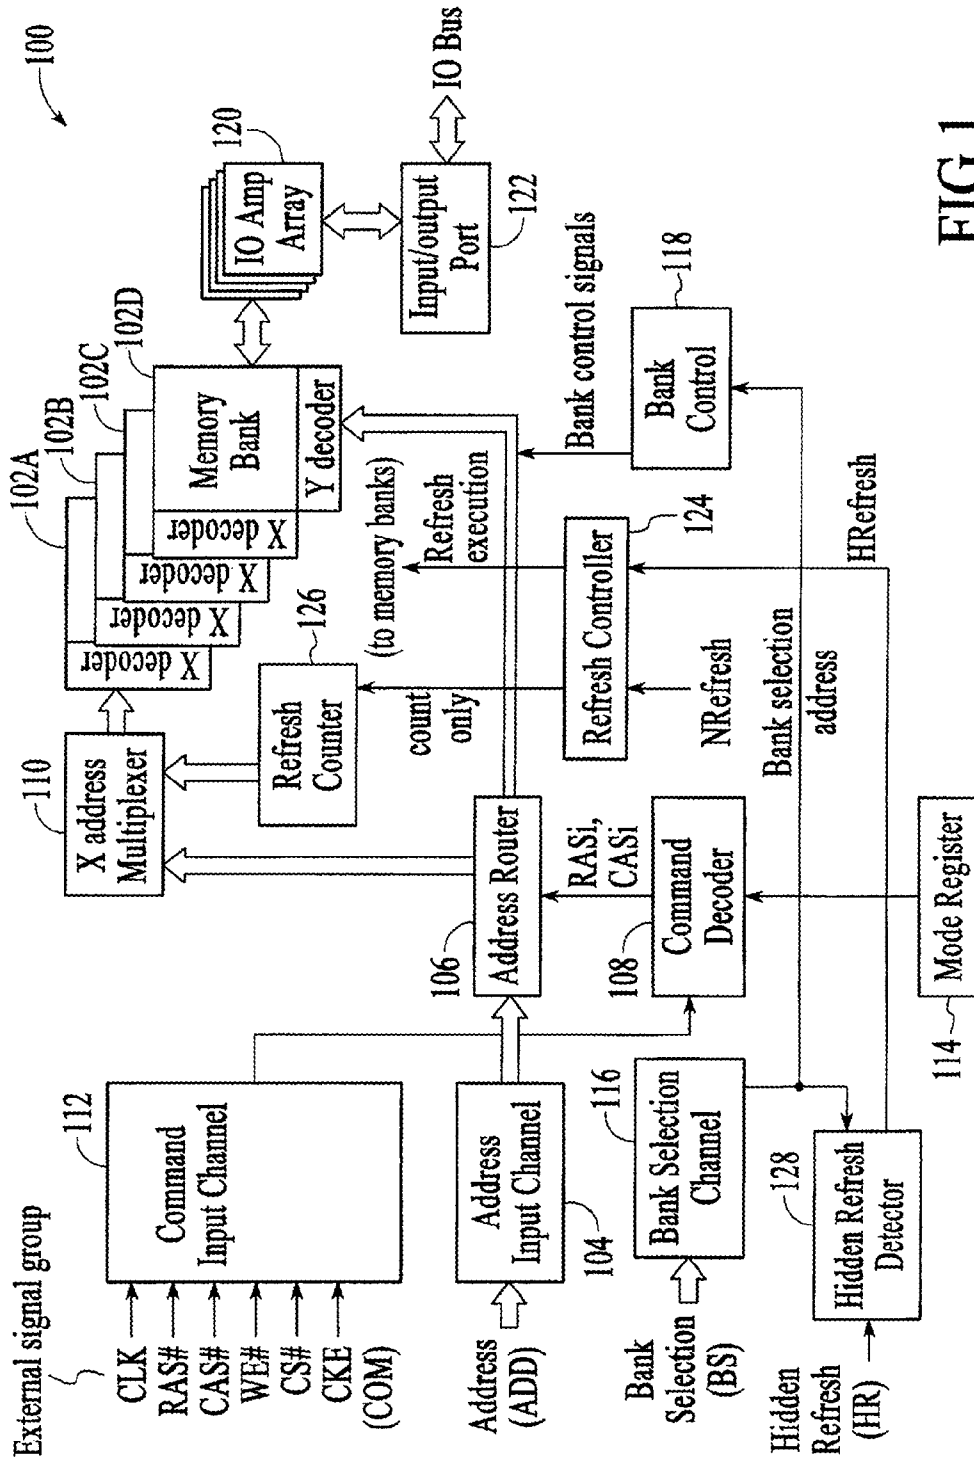 100
External signal group
CLK
RAS#
CAS#
WE#
CS#
CKE
(COM)
112
Command
Input Channel
Address
(ADD)
Address
Input Channel
104
Bank
Selection
(BS)
116
Bank Selection
Channel
Hidden
Refresh
(HR)
128
Hidden Refresh
Detector
110
X address
Multiplexer
106
Address Router
RASi,
CASi
108
Command
Decoder
114
Mode Register
126
Refresh
Counter
count
only
(to memory banks)
Refresh
execution
Refresh Controller
124
NRefresh
HRefresh
Bank selection
address
102A
102B
102C
102D
X decoder
X decoder
X decoder
X decoder
Memory
Bank
Y decoder
Bank control signals
Bank
Control
118
120
IO Amp
Array
Input/output
Port
122
IO Bus
FIG.1